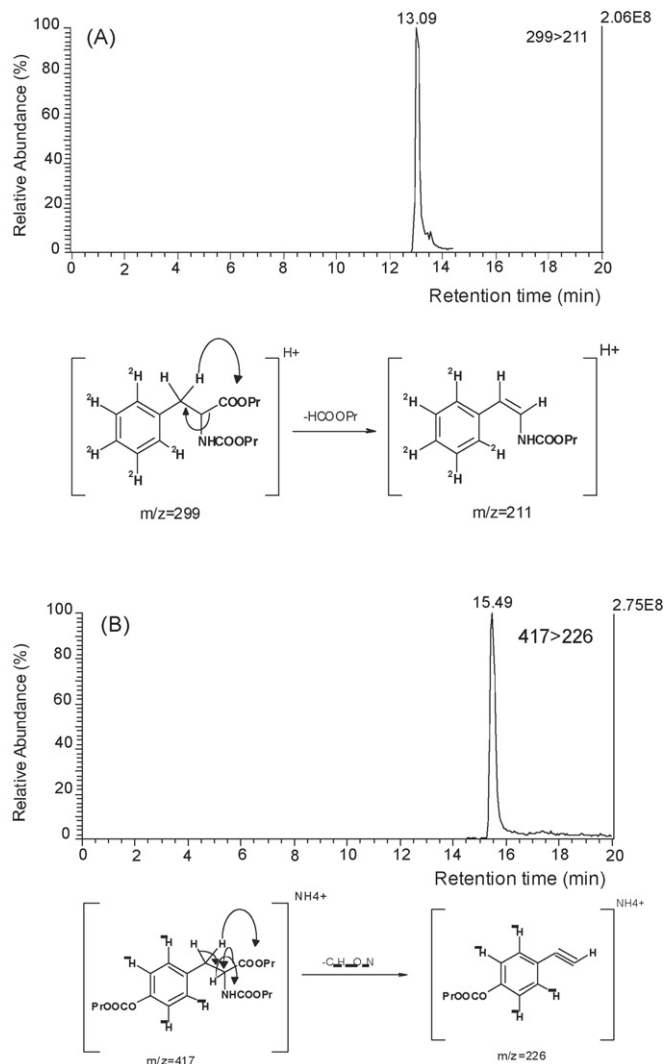 (A)
13.09
299>211
2.06E8
Relative Abundance (%)
100
80
60
40
20
0
0 2 4 6 8 10 12 14 16 18 20
Retention time (min)
H+
²H
H H
²H
COOPr
²H
NHCOOPr
²H
²H
m/z=299
-HCOOPr
H+
²H
H
²H
H
²H
NHCOOPr
²H
²H
m/z=211
(B)
15.49
417>226
2.75E8
Relative Abundance (%)
100
80
60
40
20
0
0 2 4 6 8 10 12 14 16 18 20
Retention time (min)
NH4+
H
H H
H
COOPr
H
NHCOOPr
H
PrOOCO
H
m/z=417
NH4+
H
H
H
H
PrOOCO
H
m/z=226